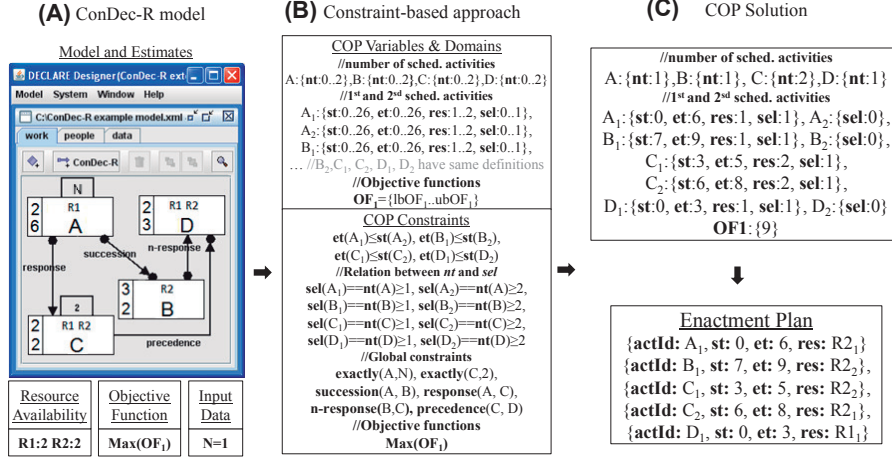 (A) ConDec-R model
Model and Estimates
DECLARE Designer(ConDec-R ext
Model System Window Help
C:\ConDec-R example model.xml
work people data
ConDec-R
N
2
6
R1
A
2
3
R1 R2
D
response
succession
n-response
3
2
R2
B
2
2
2
R1 R2
C
precedence
Resource Availability
R1:2 R2:2
Objective Function
Max(OF1)
Input Data
N=1
(B) Constraint-based approach
COP Variables & Domains
//number of sched. activities
A:{nt:0..2},B:{nt:0..2},C:{nt:0..2},D:{nt:0..2}
//1st and 2nd sched. activities
A1:{st:0..26, et:0..26, res:1..2, sel:0..1},
A2:{st:0..26, et:0..26, res:1..2, sel:0..1},
B1:{st:0..26, et:0..26, res:1..2, sel:0..1},
... //B2,C1, C2, D1, D2 have same definitions
//Objective functions
OF1={lbOF1..ubOF1}
COP Constraints
et(A1)≤st(A2), et(B1)≤st(B2),
et(C1)≤st(C2), et(D1)≤st(D2)
//Relation between nt and sel
sel(A1)==nt(A)≥1, sel(A2)==nt(A)≥2,
sel(B1)==nt(B)≥1, sel(B2)==nt(B)≥2,
sel(C1)==nt(C)≥1, sel(C2)==nt(C)≥2,
sel(D1)==nt(D)≥1, sel(D2)==nt(D)≥2
//Global constraints
exactly(A,N), exactly(C,2),
succession(A, B), response(A, C),
n-response(B,C), precedence(C, D)
//Objective functions
Max(OF1)
(C) COP Solution
//number of sched. activities
A:{nt:1},B:{nt:1}, C:{nt:2},D:{nt:1}
//1st and 2nd sched. activities
A1:{st:0, et:6, res:1, sel:1}, A2:{sel:0},
B1:{st:7, et:9, res:1, sel:1}, B2:{sel:0},
C1:{st:3, et:5, res:2, sel:1},
C2:{st:6, et:8, res:2, sel:1},
D1:{st:0, et:3, res:1, sel:1}, D2:{sel:0}
OF1:{9}
Enactment Plan
{actId: A1, st: 0, et: 6, res: R21}
{actId: B1, st: 7, et: 9, res: R22},
{actId: C1, st: 3, et: 5, res: R22},
{actId: C2, st: 6, et: 8, res: R21},
{actId: D1, st: 0, et: 3, res: R11}